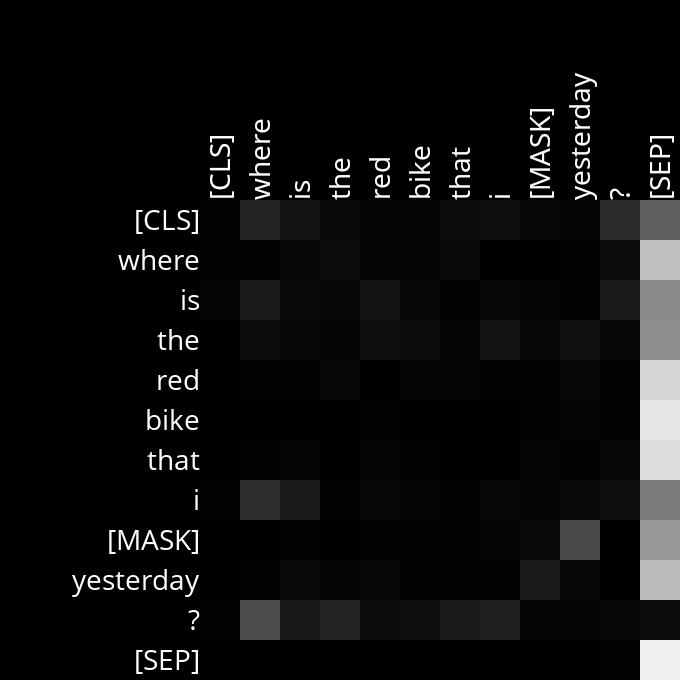 [CLS] where is the red bike that i [MASK] yesterday ? [SEP]
[CLS]
where
is
the
red
bike
that
i
[MASK]
yesterday
?
[SEP]